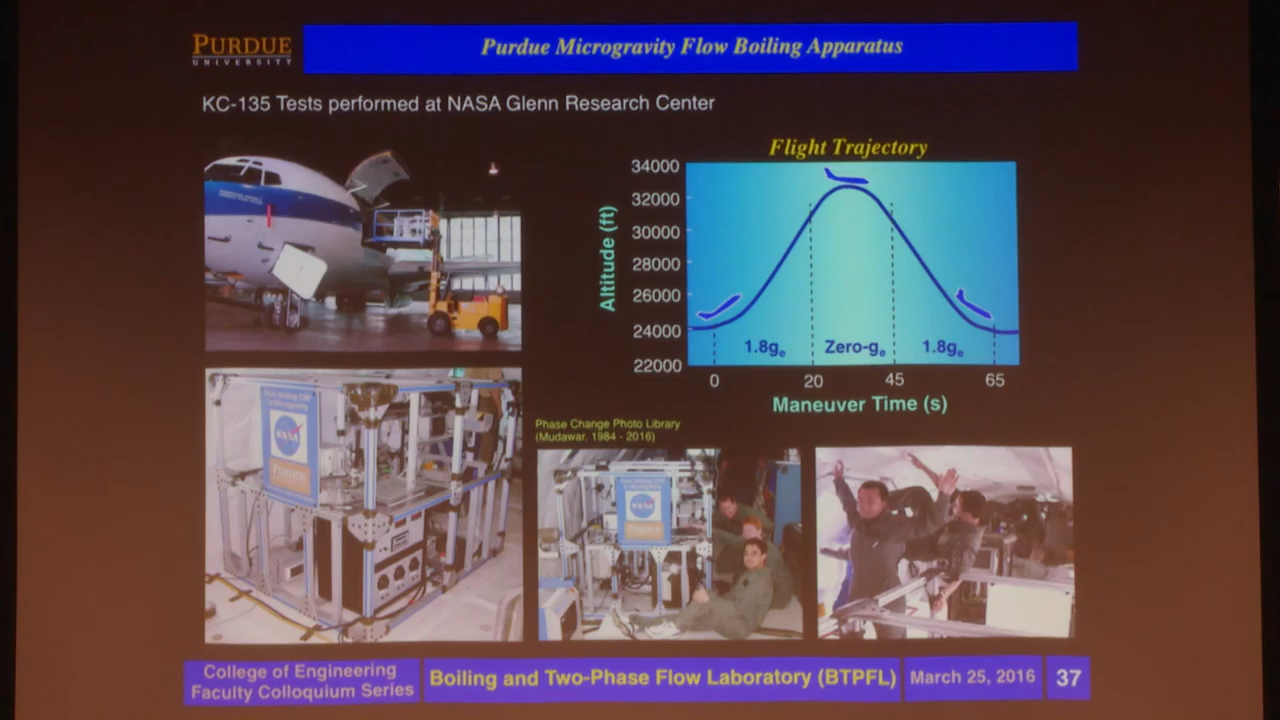 PURDUE
UNIVERSITY
Purdue Microgravity Flow Boiling Apparatus
KC-135 Tests performed at NASA Glenn Research Center
Flight Trajectory
Altitude (ft)
34000
32000
30000
28000
26000
24000
22000
1.8gₑ
Zero-gₑ
1.8gₑ
0
20
45
65
Maneuver Time (s)
NASA
PURDUE
Phase Change Photo Library
(Mudawar, 1984 - 2016)
NASA
College of Engineering
Faculty Colloquium Series
Boiling and Two-Phase Flow Laboratory (BTPFL)
March 25, 2016
37